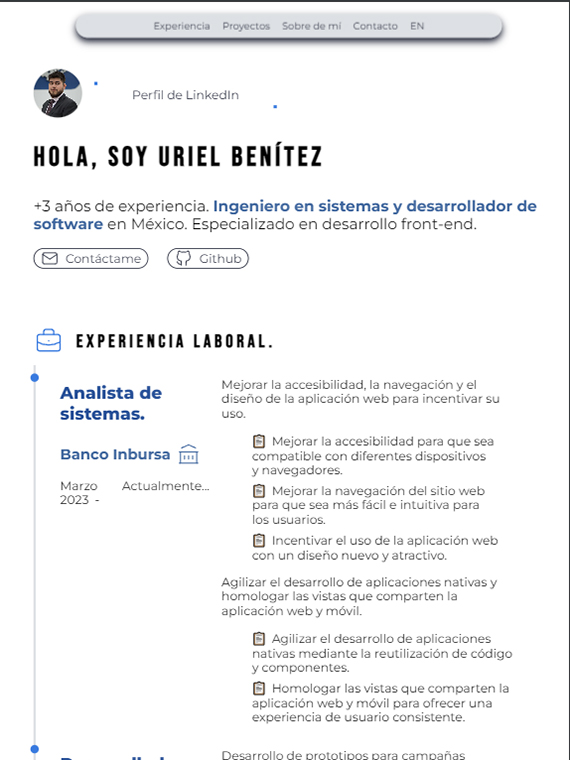 Experiencia Proyectos Sobre de mí Contacto EN
Perfil de LinkedIn
HOLA, SOY URIEL BENÍTEZ
+3 años de experiencia. Ingeniero en sistemas y desarrollador de
software en México. Especializado en desarrollo front-end.
Contáctame Github
EXPERIENCIA LABORAL.
Analista de
sistemas.
Banco Inbursa
Marzo
2023 -
Actualmente...
Mejorar la accesibilidad, la navegación y el
diseño de la aplicación web para incentivar su
uso.
Mejorar la accesibilidad para que sea
compatible con diferentes dispositivos
y navegadores.
Mejorar la navegación del sitio web
para que sea más fácil e intuitiva para
los usuarios.
Incentivar el uso de la aplicación web
con un diseño nuevo y atractivo.
Agilizar el desarrollo de aplicaciones nativas y
homologar las vistas que comparten la
aplicación web y móvil.
Agilizar el desarrollo de aplicaciones
nativas mediante la reutilización de código
y componentes.
Homologar las vistas que comparten la
aplicación web y móvil para ofrecer una
experiencia de usuario consistente.
Desarrollo de prototipos para campañas